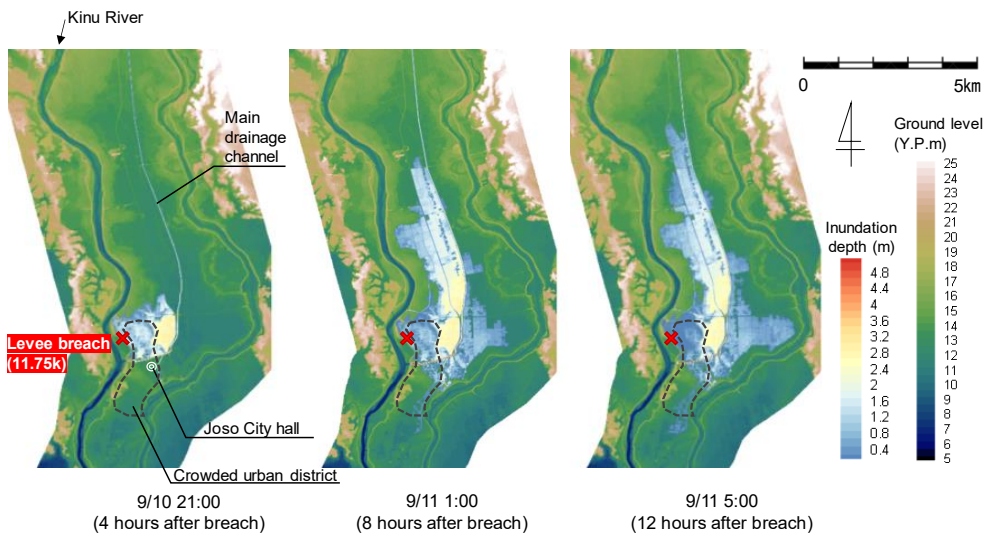 Kinu River
Main
drainage
channel
Levee breach
(11.75k)
Joso City hall
Crowded urban district
9/10 21:00
(4 hours after breach)
9/11 1:00
(8 hours after breach)
9/11 5:00
(12 hours after breach)
0 5km
Ground level
(Y.P.m)
25
24
23
22
21
20
19
18
17
16
15
14
13
12
11
10
9
8
7
6
5
Inundation
depth (m)
4.8
4.4
4.0
3.6
3.2
2.8
2.4
2.0
1.6
1.2
0.8
0.4